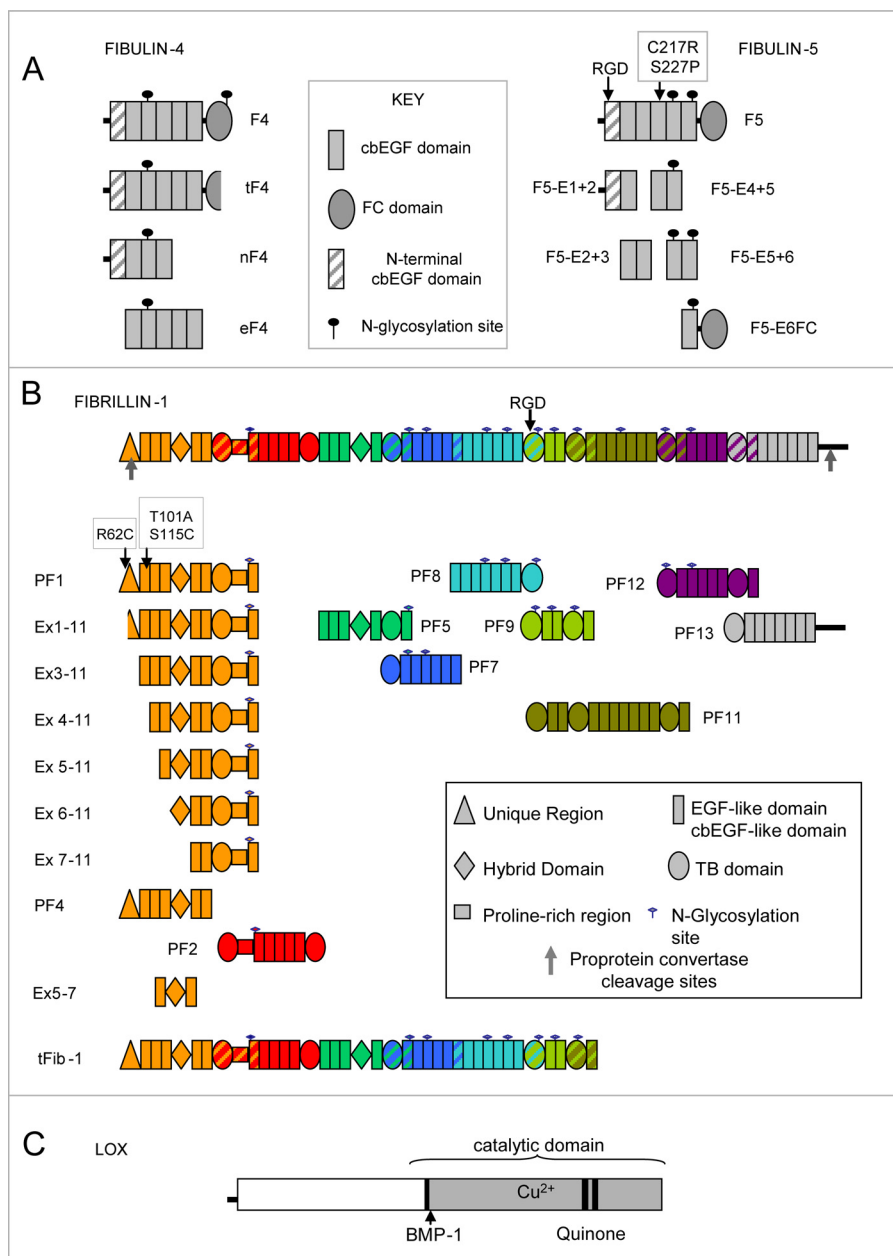 A
FIBULIN-4
F4
tF4
nF4
eF4
KEY
cbEGF domain
FC domain
N-terminal
cbEGF domain
N-glycosylation site
C217R
S227P
RGD
FIBULIN-5
F5
F5-E1+2
F5-E4+5
F5-E2+3
F5-E5+6
F5-E6FC
B
FIBRILLIN-1
RGD
R62C
T101A
S115C
PF1
PF8
PF12
Ex1-11
PF5
PF9
PF13
Ex3-11
PF7
Ex 4-11
PF11
Ex 5-11
Ex 6-11
Ex 7-11
PF4
PF2
Ex5-7
tFib-1
Unique Region
EGF-like domain
cbEGF-like domain
Hybrid Domain
TB domain
Proline-rich region
N-Glycosylation
site
Proprotein convertase
cleavage sites
C
LOX
catalytic domain
Cu²⁺
BMP-1
Quinone